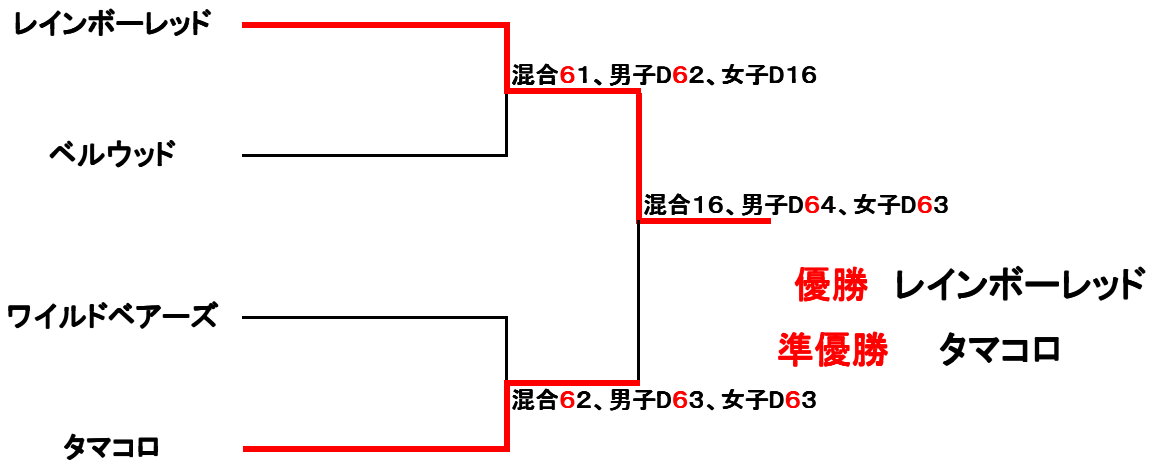 レインボーレッド
混合61、男子D62、女子D16
ベルウッド
混合16、男子D64、女子D63
優勝 レインボーレッド
ワイルドベアーズ
準優勝 タマコロ
混合62、男子D63、女子D63
タマコロ